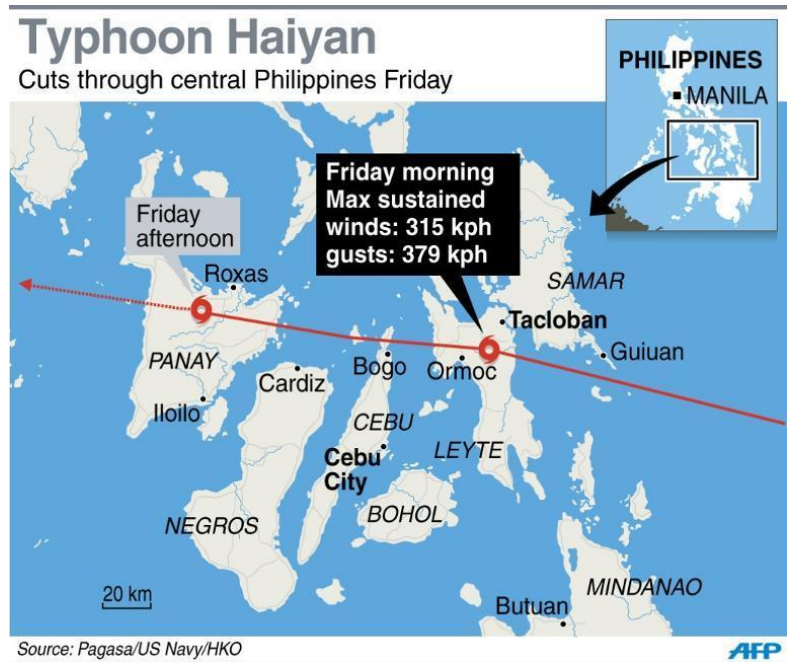 Typhoon Haiyan
Cuts through central Philippines Friday
PHILIPPINES
MANILA
Friday morning
Max sustained
winds: 315 kph
gusts: 379 kph
Friday
afternoon
Roxas
SAMAR
Tacloban
Guiuan
PANAY
Bogo
Ormoc
Cardiz
Iloilo
CEBU
LEYTE
Cebu
City
NEGROS
BOHOL
MINDANAO
20 km
Butuan
Source: Pagasa/US Navy/HKO
AFP